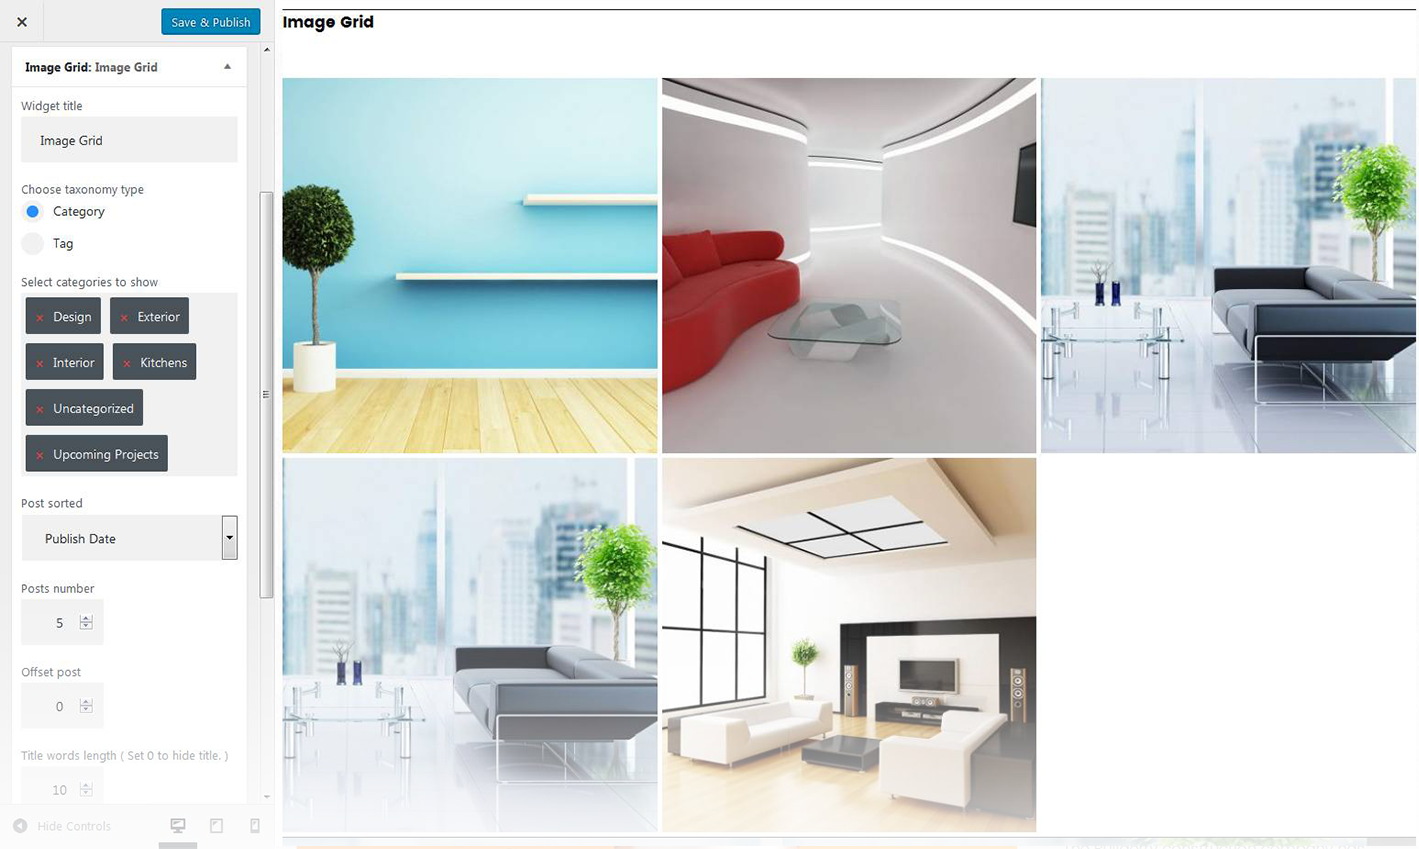 Save & Publish
Image Grid
Image Grid: Image Grid
Widget title
Image Grid
Choose taxonomy type
Category
Tag
Select categories to show
× Design × Exterior
× Interior × Kitchens
× Uncategorized
× Upcoming Projects
Post sorted
Publish Date
Posts number
5
Offset post
0
Title words length ( Set 0 to hide title. )
10
Hide Controls